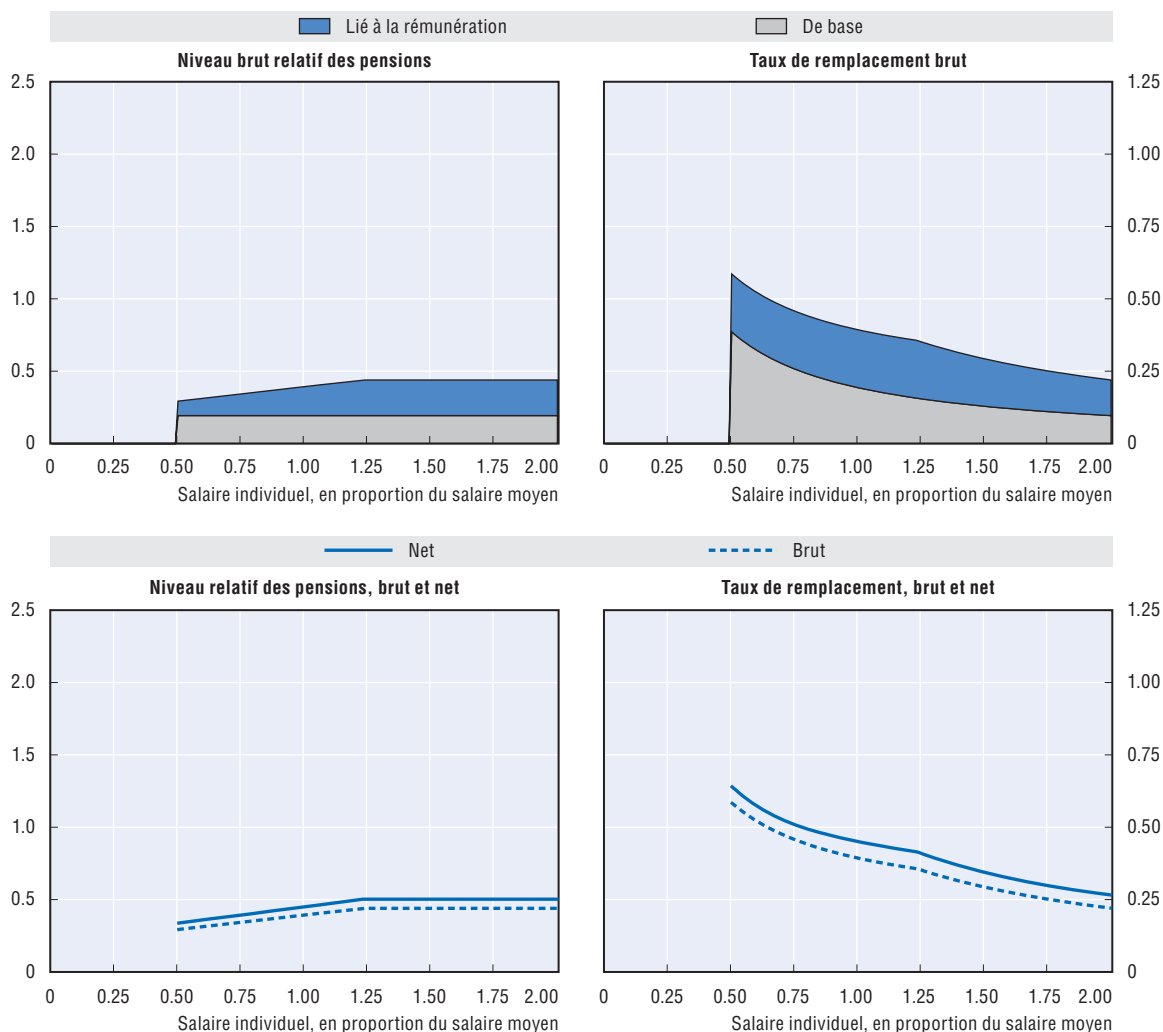 Lié à la rémunération De base
Niveau brut relatif des pensions
2.5
2.0
1.5
1.0
0.5
0
0 0.25 0.50 0.75 1.00 1.25 1.50 1.75 2.00
Salaire individuel, en proportion du salaire moyen
Taux de remplacement brut
1.25
1.00
0.75
0.50
0.25
0
0 0.25 0.50 0.75 1.00 1.25 1.50 1.75 2.00
Salaire individuel, en proportion du salaire moyen
Net Brut
Niveau relatif des pensions, brut et net
2.5
2.0
1.5
1.0
0.5
0
0 0.25 0.50 0.75 1.00 1.25 1.50 1.75 2.00
Salaire individuel, en proportion du salaire moyen
Taux de remplacement, brut et net
1.25
1.00
0.75
0.50
0.25
0
0 0.25 0.50 0.75 1.00 1.25 1.50 1.75 2.00
Salaire individuel, en proportion du salaire moyen